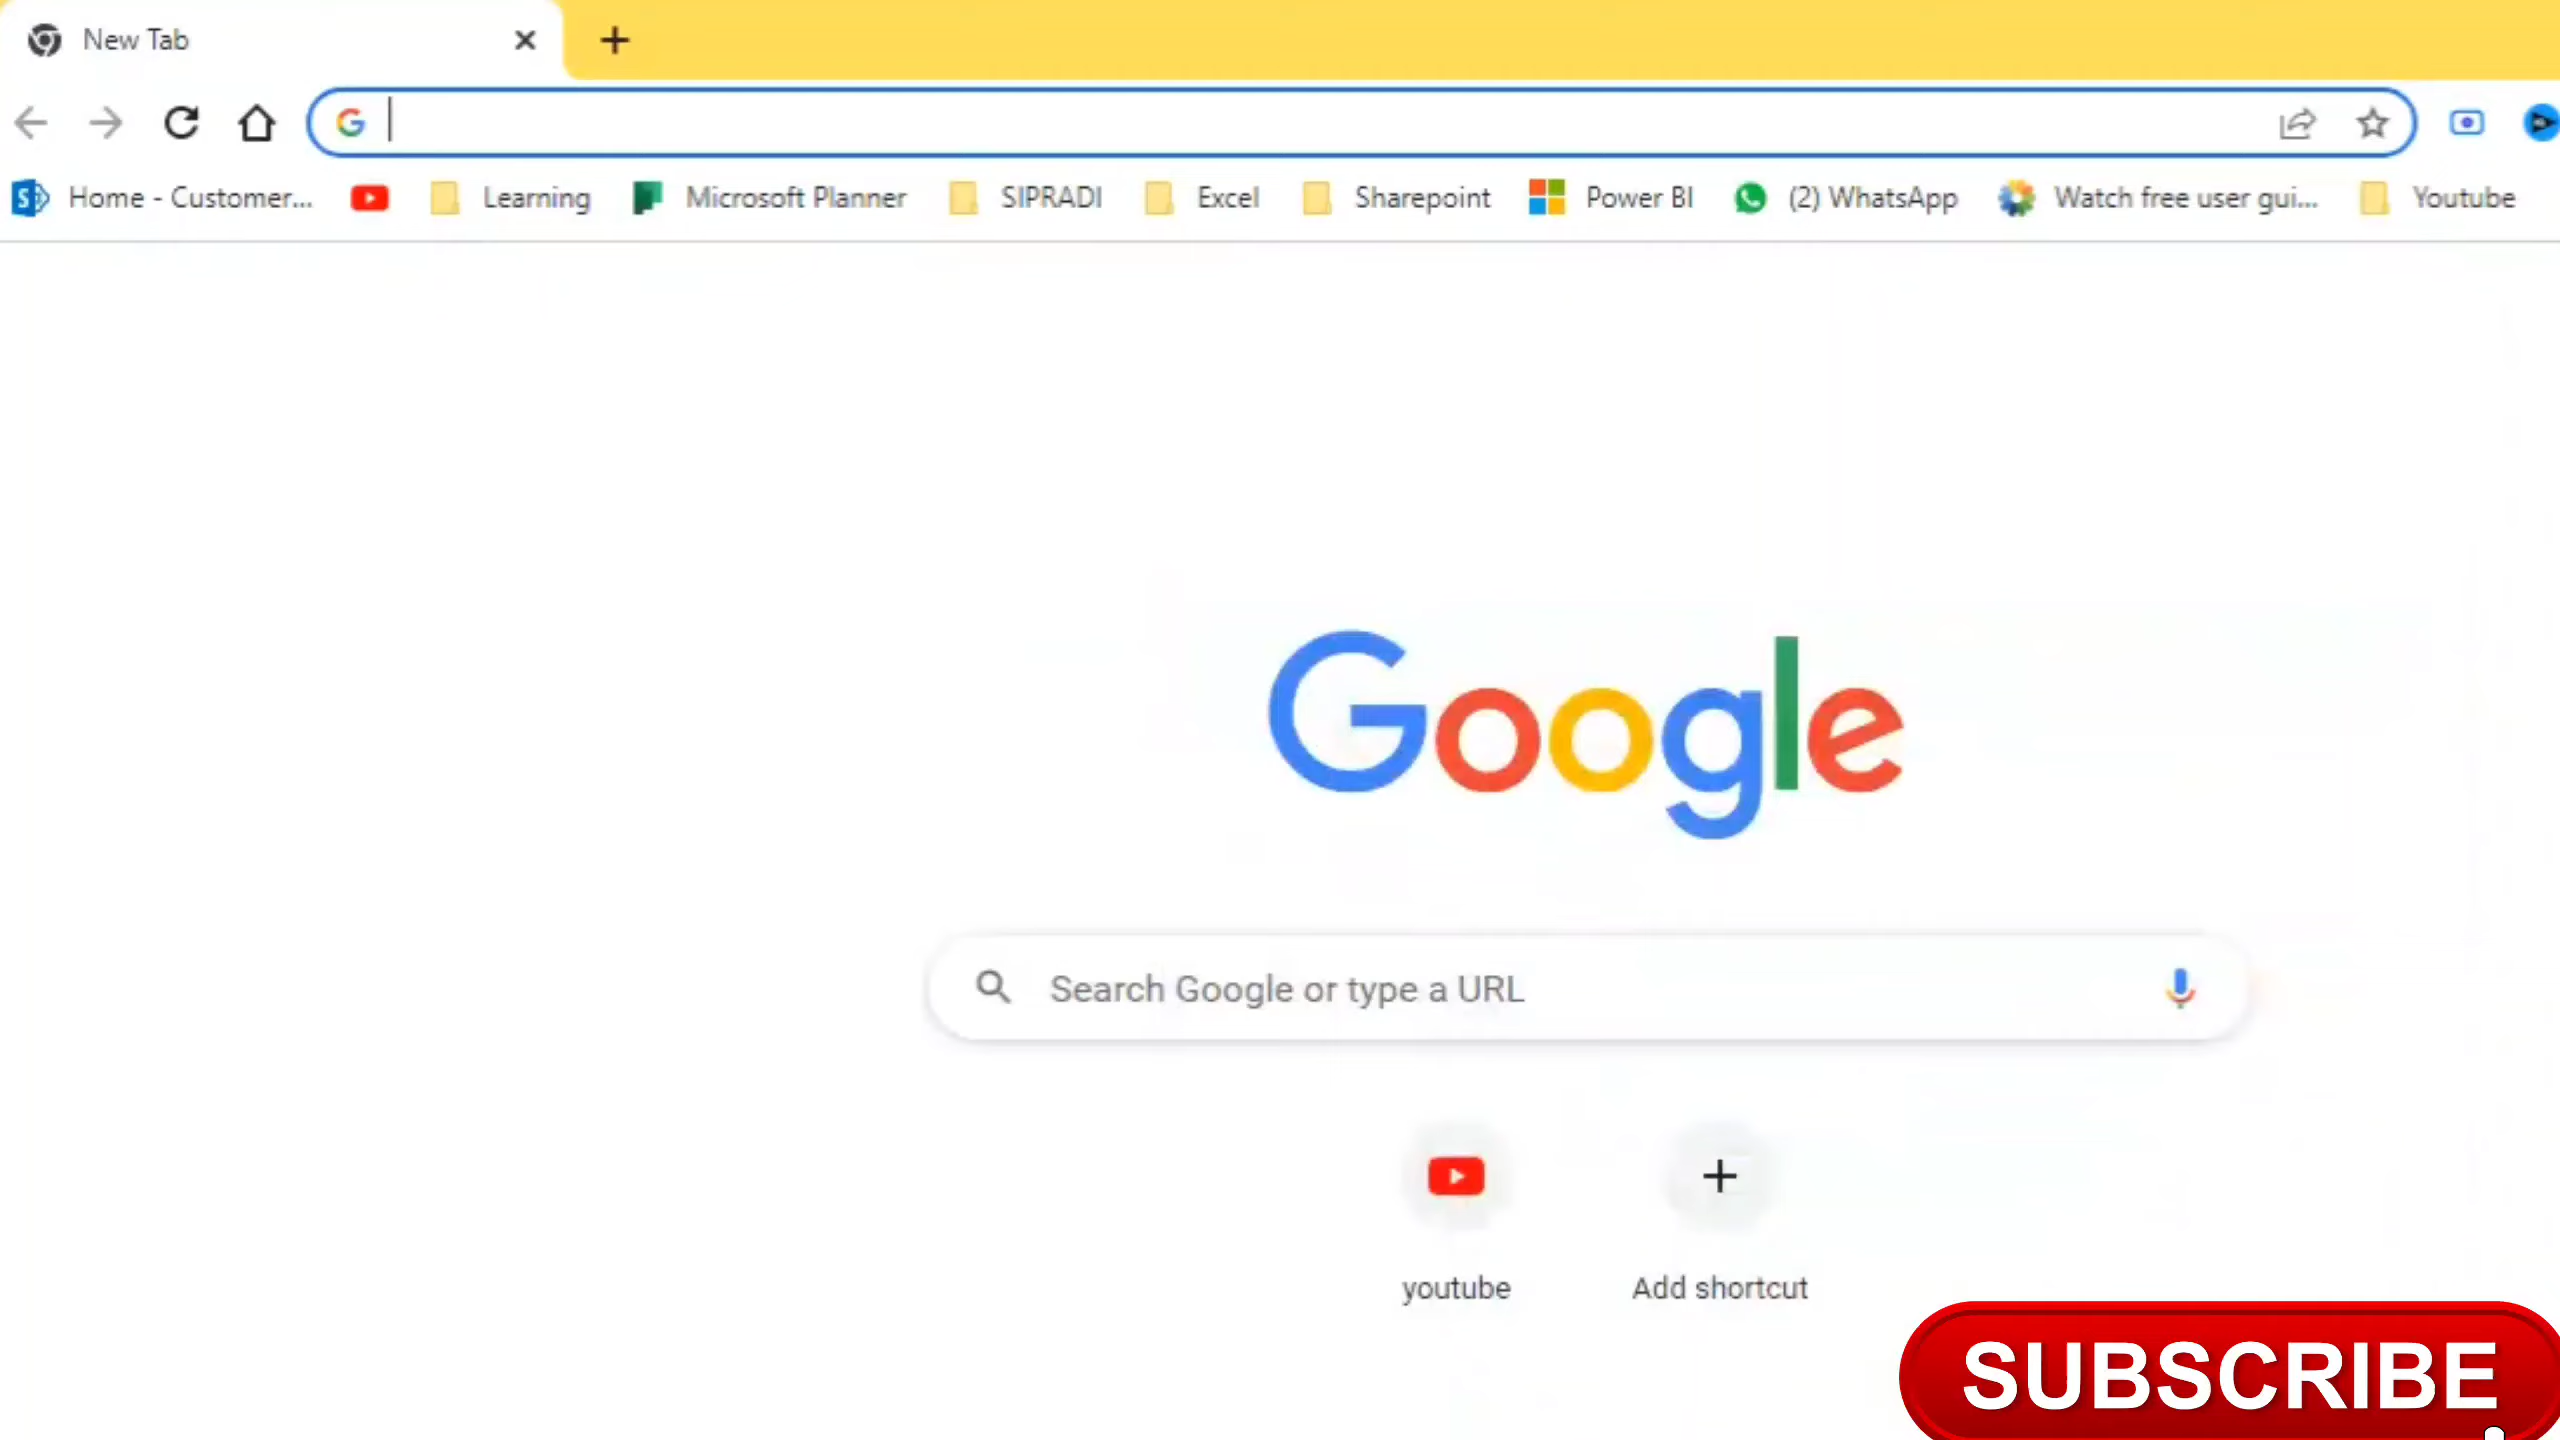 New Tab
Home - Customer... Learning Microsoft Planner SIPRADI Excel Sharepoint Power BI (2) WhatsApp Watch free user gui... Youtube
Google
Search Google or type a URL
youtube Add shortcut
SUBSCRIBE